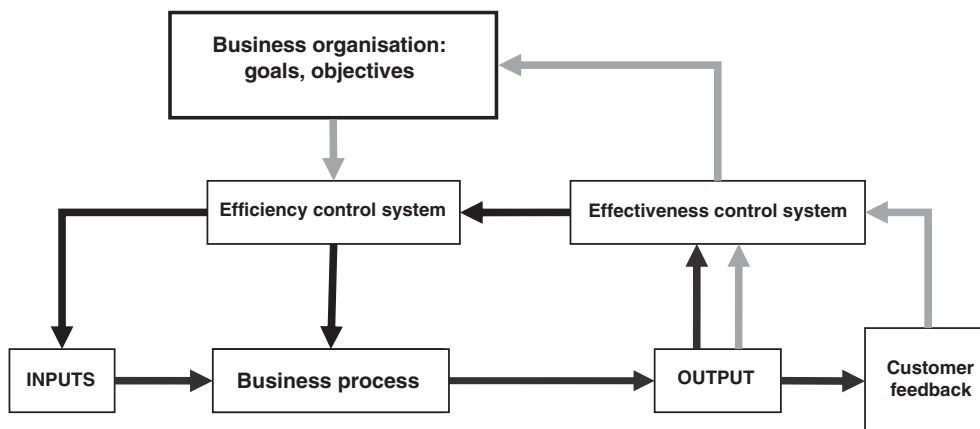 Business organisation:
goals, objectives
Efficiency control system
Effectiveness control system
INPUTS
Business process
OUTPUT
Customer
feedback